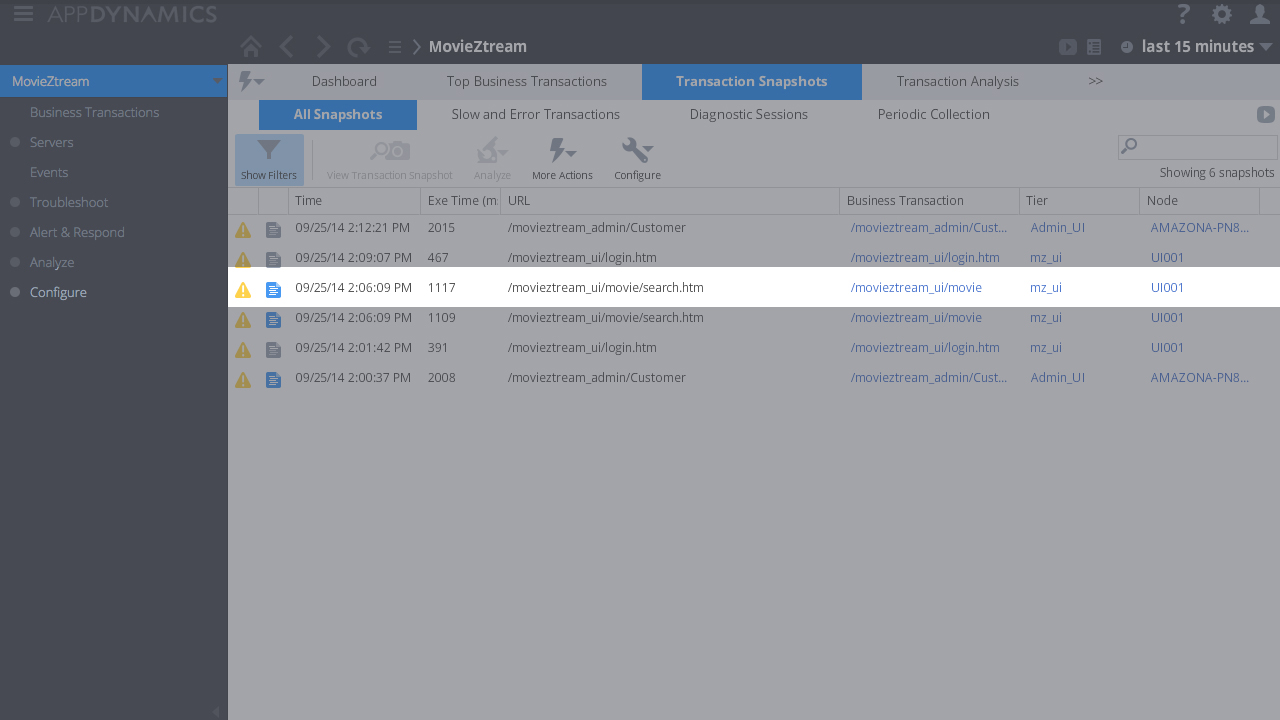 APPDYNAMICS
MovieZtream last 15 minutes
MovieZtream
Business Transactions
Servers
Events
Troubleshoot
Alert & Respond
Analyze
Configure
Dashboard Top Business Transactions Transaction Snapshots Transaction Analysis >>
All Snapshots Slow and Error Transactions Diagnostic Sessions Periodic Collection
Show Filters View Transaction Snapshot Analyze More Actions Configure
Showing 6 snapshots
Time Exe Time (m URL Business Transaction Tier Node
09/25/14 2:12:21 PM 2015 /movieztream_admin/Customer /movieztream_admin/Cust... Admin_UI AMAZONA-PN8...
09/25/14 2:09:07 PM 467 /movieztream_ui/login.htm /movieztream_ui/login.htm mz_ui UI001
09/25/14 2:06:09 PM 1117 /movieztream_ui/movie/search.htm /movieztream_ui/movie mz_ui UI001
09/25/14 2:06:09 PM 1109 /movieztream_ui/movie/search.htm /movieztream_ui/movie mz_ui UI001
09/25/14 2:01:42 PM 391 /movieztream_ui/login.htm /movieztream_ui/login.htm mz_ui UI001
09/25/14 2:00:37 PM 2008 /movieztream_admin/Customer /movieztream_admin/Cust... Admin_UI AMAZONA-PN8...